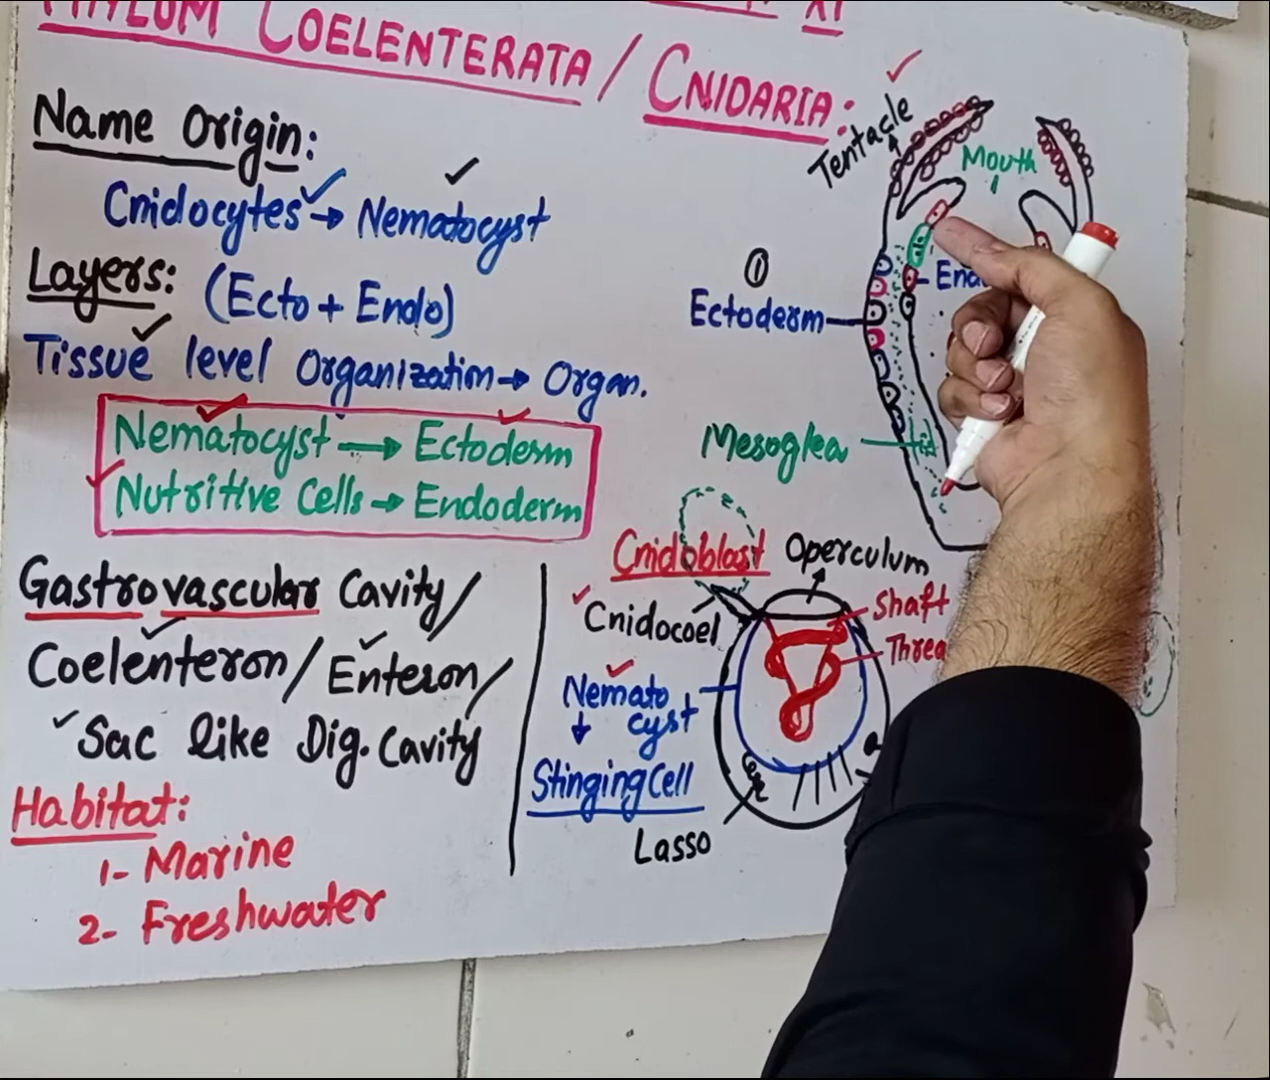 PHYLUM COELENTERATA / CNIDARIA:
XI
Name Origin:
Cnidocytes → Nematocyst
Layers: (Ecto + Endo)
Tissue level Organization → Organ.
Nematocyst → Ectoderm
Nutritive Cells → Endoderm
Gastrovascular Cavity/
Coelenteron/ Enteron/
Sac like Dig. Cavity
Habitat:
1- Marine
2- Freshwater
Tentacle
Mouth
①
Ectoderm
Mesoglea
Cnidoblast
Operculum
Cnidocoel
Shaft
Nemato
cyst
Stinging Cell
Lasso